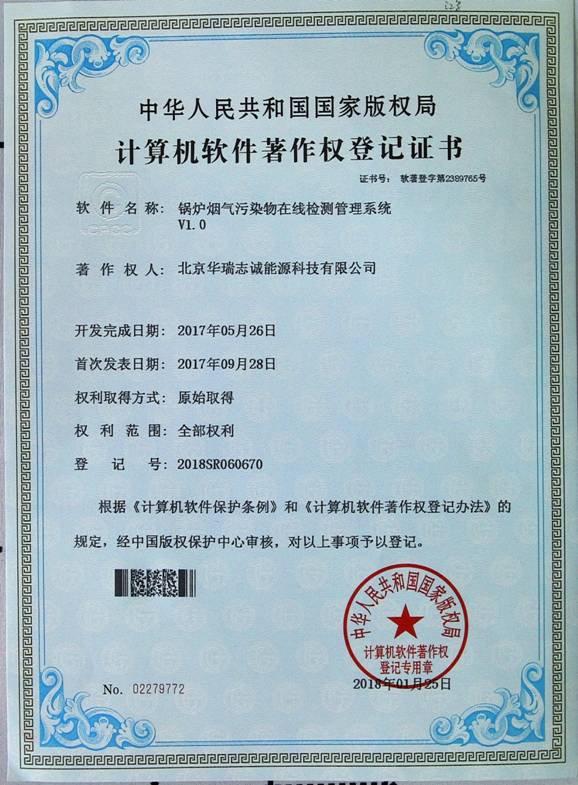 123
中华人民共和国国家版权局
计算机软件著作权登记证书
证书号： 软著登字第2389765号
软件名称： 锅炉烟气污染物在线检测管理系统
V1.0
著作权人： 北京华瑞志诚能源科技有限公司
开发完成日期： 2017年05月26日
首次发表日期： 2017年09月28日
权利取得方式： 原始取得
权利范围： 全部权利
登记号： 2018SR060670
根据《计算机软件保护条例》和《计算机软件著作权登记办法》的
规定，经中国版权保护中心审核，对以上事项予以登记。
中华人民共和国国家版权局
计算机软件著作权
登记专用章
No. 02279772
2018年01月25日